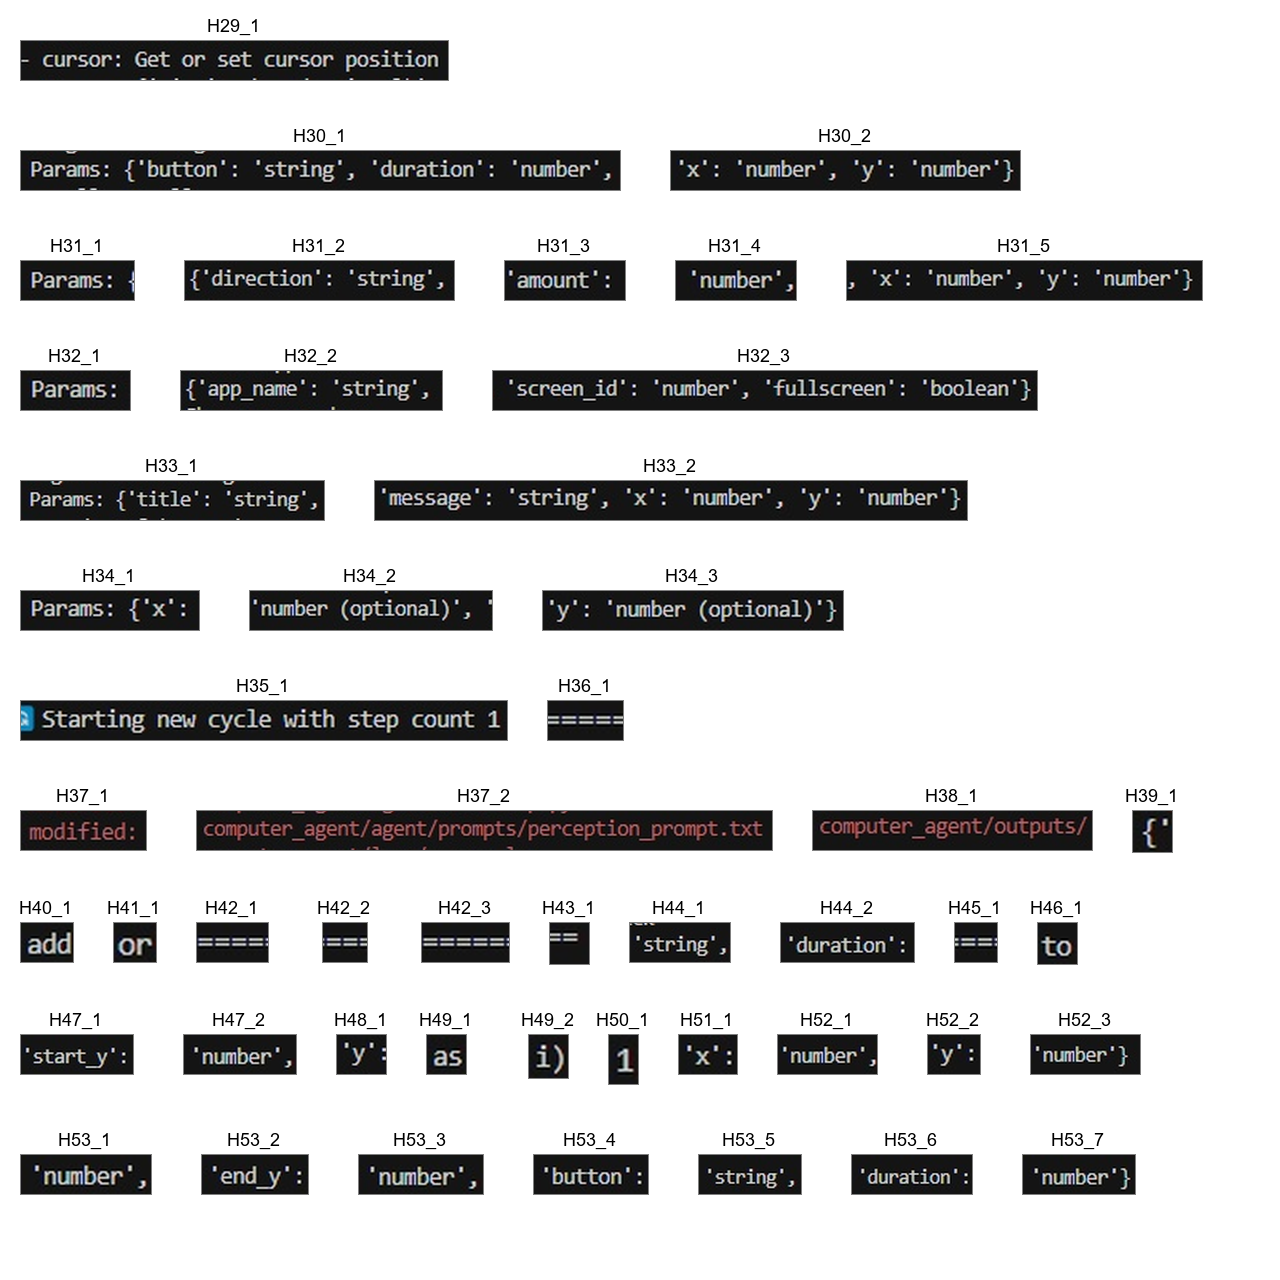 H29_1
- cursor: Get or set cursor position
H30_1 H30_2
Params: {'button': 'string', 'duration': 'number', 'x': 'number', 'y': 'number'}
H31_1 H31_2 H31_3 H31_4 H31_5
Params: { {'direction': 'string', 'amount': 'number', , 'x': 'number', 'y': 'number'}
H32_1 H32_2 H32_3
Params: {'app_name': 'string', 'screen_id': 'number', 'fullscreen': 'boolean'}
H33_1 H33_2
Params: {'title': 'string', 'message': 'string', 'x': 'number', 'y': 'number'}
H34_1 H34_2 H34_3
Params: {'x': 'number (optional)', ' 'y': 'number (optional)'}
H35_1 H36_1
Starting new cycle with step count 1 =====
H37_1 H37_2 H38_1 H39_1
modified: computer_agent/agent/prompts/perception_prompt.txt computer_agent/outputs/ {'
H40_1 H41_1 H42_1 H42_2 H42_3 H43_1 H44_1 H44_2 H45_1 H46_1
add or ===== ==== ====== == 'string', 'duration': === to
H47_1 H47_2 H48_1 H49_1 H49_2 H50_1 H51_1 H52_1 H52_2 H52_3
'start_y': 'number', 'y': as i) 1 'x': 'number', 'y': 'number'}
H53_1 H53_2 H53_3 H53_4 H53_5 H53_6 H53_7
'number', 'end_y': 'number', 'button': 'string', 'duration': 'number'}